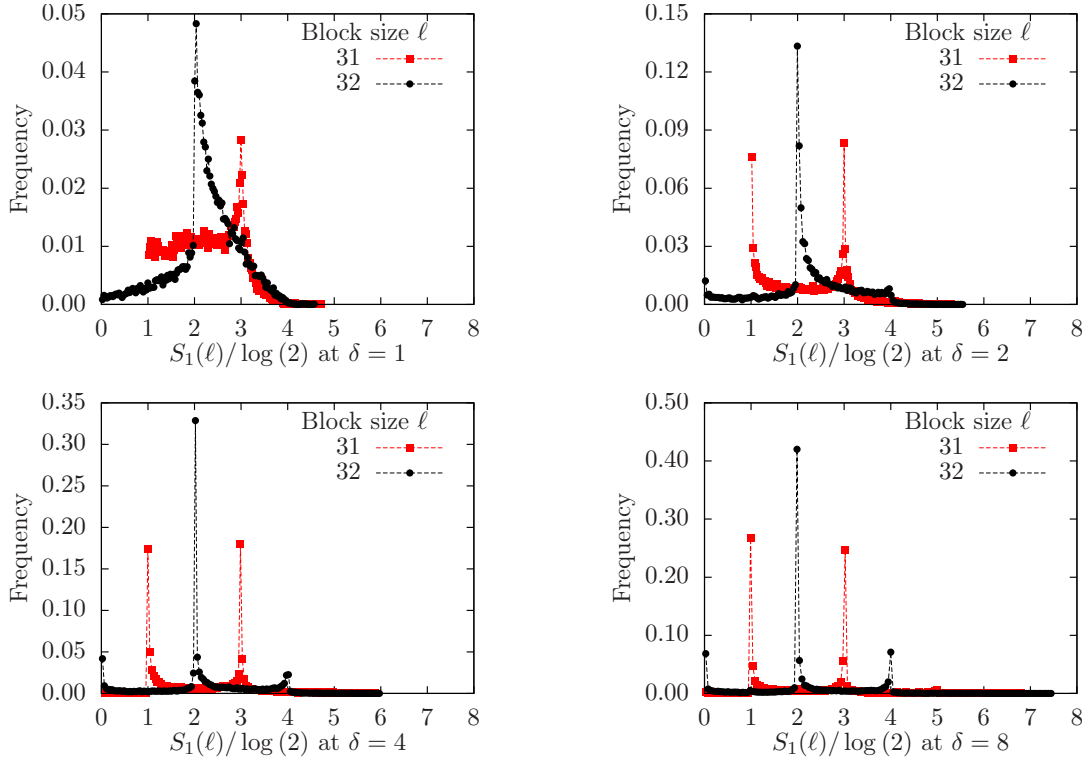 Frequency
0.05
0.04
0.03
0.02
0.01
0.00
0 1 2 3 4 5 6 7 8
S₁(ℓ)/ log (2) at δ = 1
Block size ℓ
31
32
Frequency
0.15
0.12
0.09
0.06
0.03
0.00
0 1 2 3 4 5 6 7 8
S₁(ℓ)/ log (2) at δ = 2
Block size ℓ
31
32
Frequency
0.35
0.30
0.25
0.20
0.15
0.10
0.05
0.00
0 1 2 3 4 5 6 7 8
S₁(ℓ)/ log (2) at δ = 4
Block size ℓ
31
32
Frequency
0.50
0.40
0.30
0.20
0.10
0.00
0 1 2 3 4 5 6 7 8
S₁(ℓ)/ log (2) at δ = 8
Block size ℓ
31
32